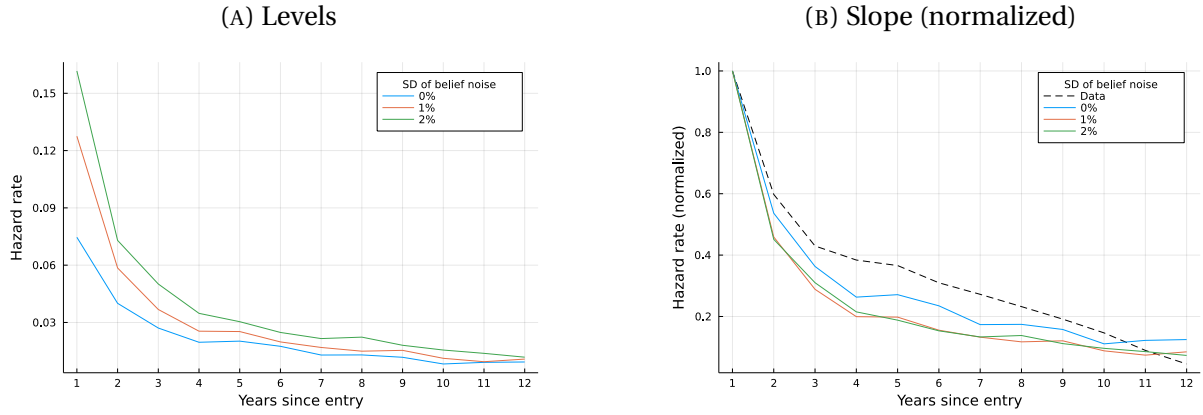 (A) Levels
SD of belief noise
0%
1%
2%
0.15
0.12
0.09
0.06
0.03
Hazard rate
1 2 3 4 5 6 7 8 9 10 11 12
Years since entry
(B) Slope (normalized)
SD of belief noise
Data
0%
1%
2%
1.0
0.8
0.6
0.4
0.2
Hazard rate (normalized)
1 2 3 4 5 6 7 8 9 10 11 12
Years since entry